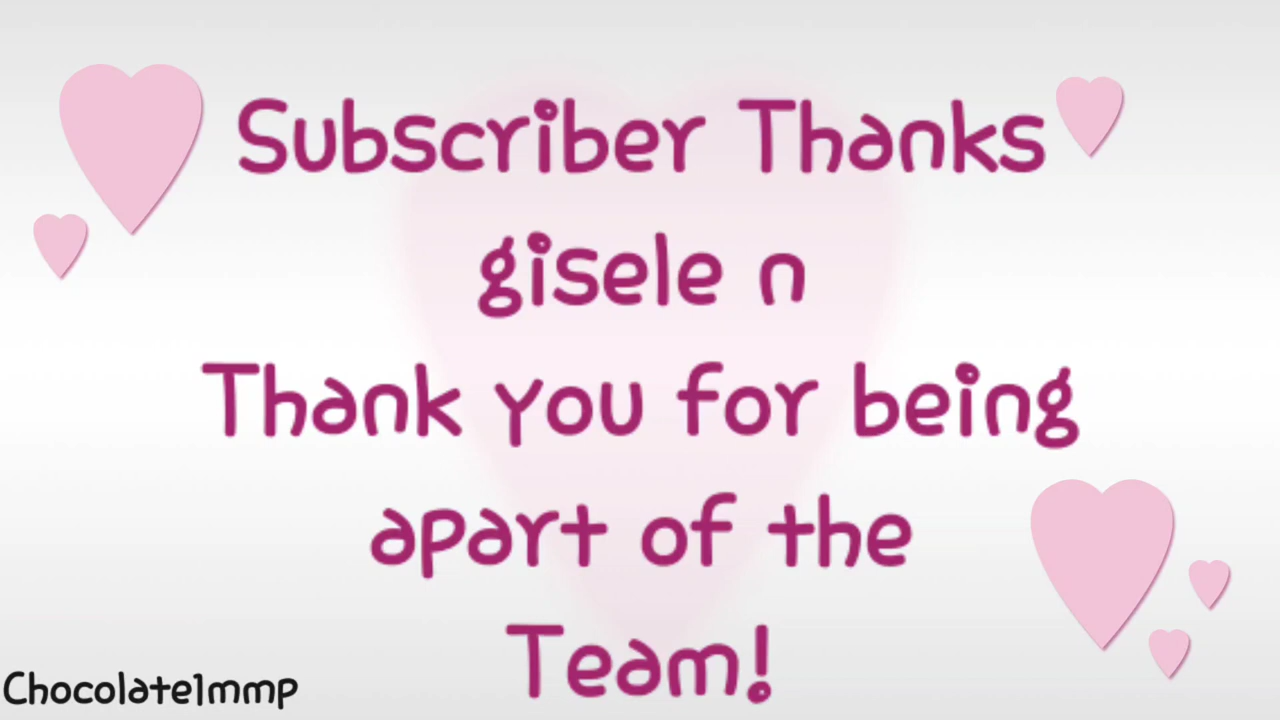 Subscriber Thanks
gisele n
Thank you for being
apart of the
Team!
Chocolate1mmp